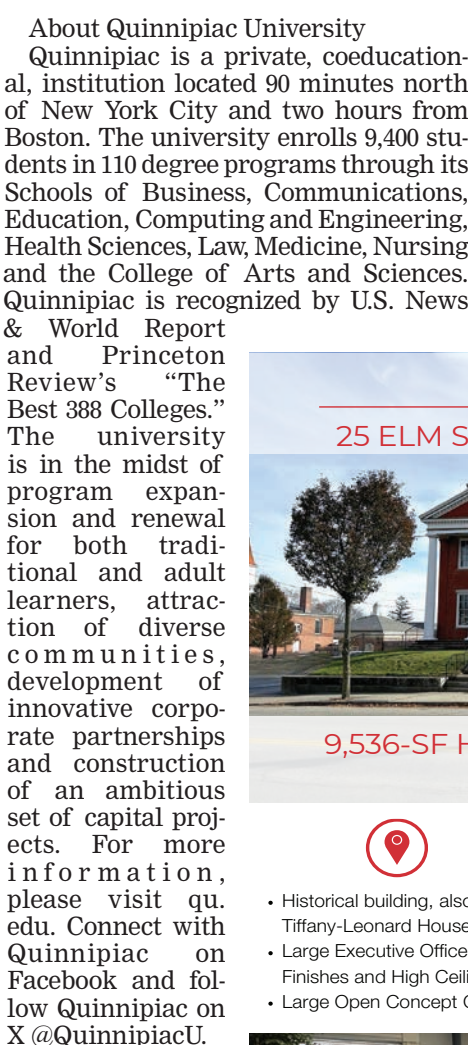 About Quinnipiac University
Quinnipiac is a private, coeducation-
al, institution located 90 minutes north
of New York City and two hours from
Boston. The university enrolls 9,400 stu-
dents in 110 degree programs through its
Schools of Business, Communications,
Education, Computing and Engineering,
Health Sciences, Law, Medicine, Nursing
and the College of Arts and Sciences.
Quinnipiac is recognized by U.S. News
& World Report
and Princeton
Review's “The
Best 388 Colleges.”
The university
is in the midst of
program expan-
sion and renewal
for both tradi-
tional and adult
learners, attrac-
tion of diverse
communities,
development of
innovative corpo-
rate partnerships
and construction
of an ambitious
set of capital proj-
ects. For more
information,
please visit qu.
edu. Connect with
Quinnipiac on
Facebook and fol-
low Quinnipiac on
X @QuinnipiacU.
25 ELM S
9,536-SF H
• Historical building, also
Tiffany-Leonard House
• Large Executive Office
Finishes and High Ceili
• Large Open Concept